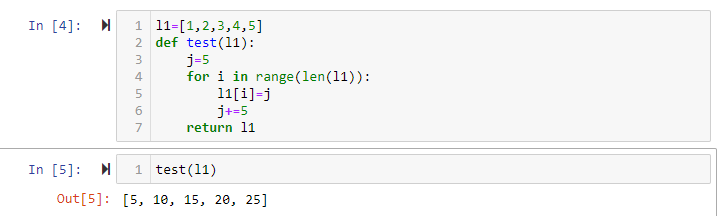 In [4]:
1 l1=[1,2,3,4,5]
2 def test(l1):
3     j=5
4     for i in range(len(l1)):
5         l1[i]=j
6         j+=5
7     return l1
In [5]:
1 test(l1)
Out[5]: [5, 10, 15, 20, 25]